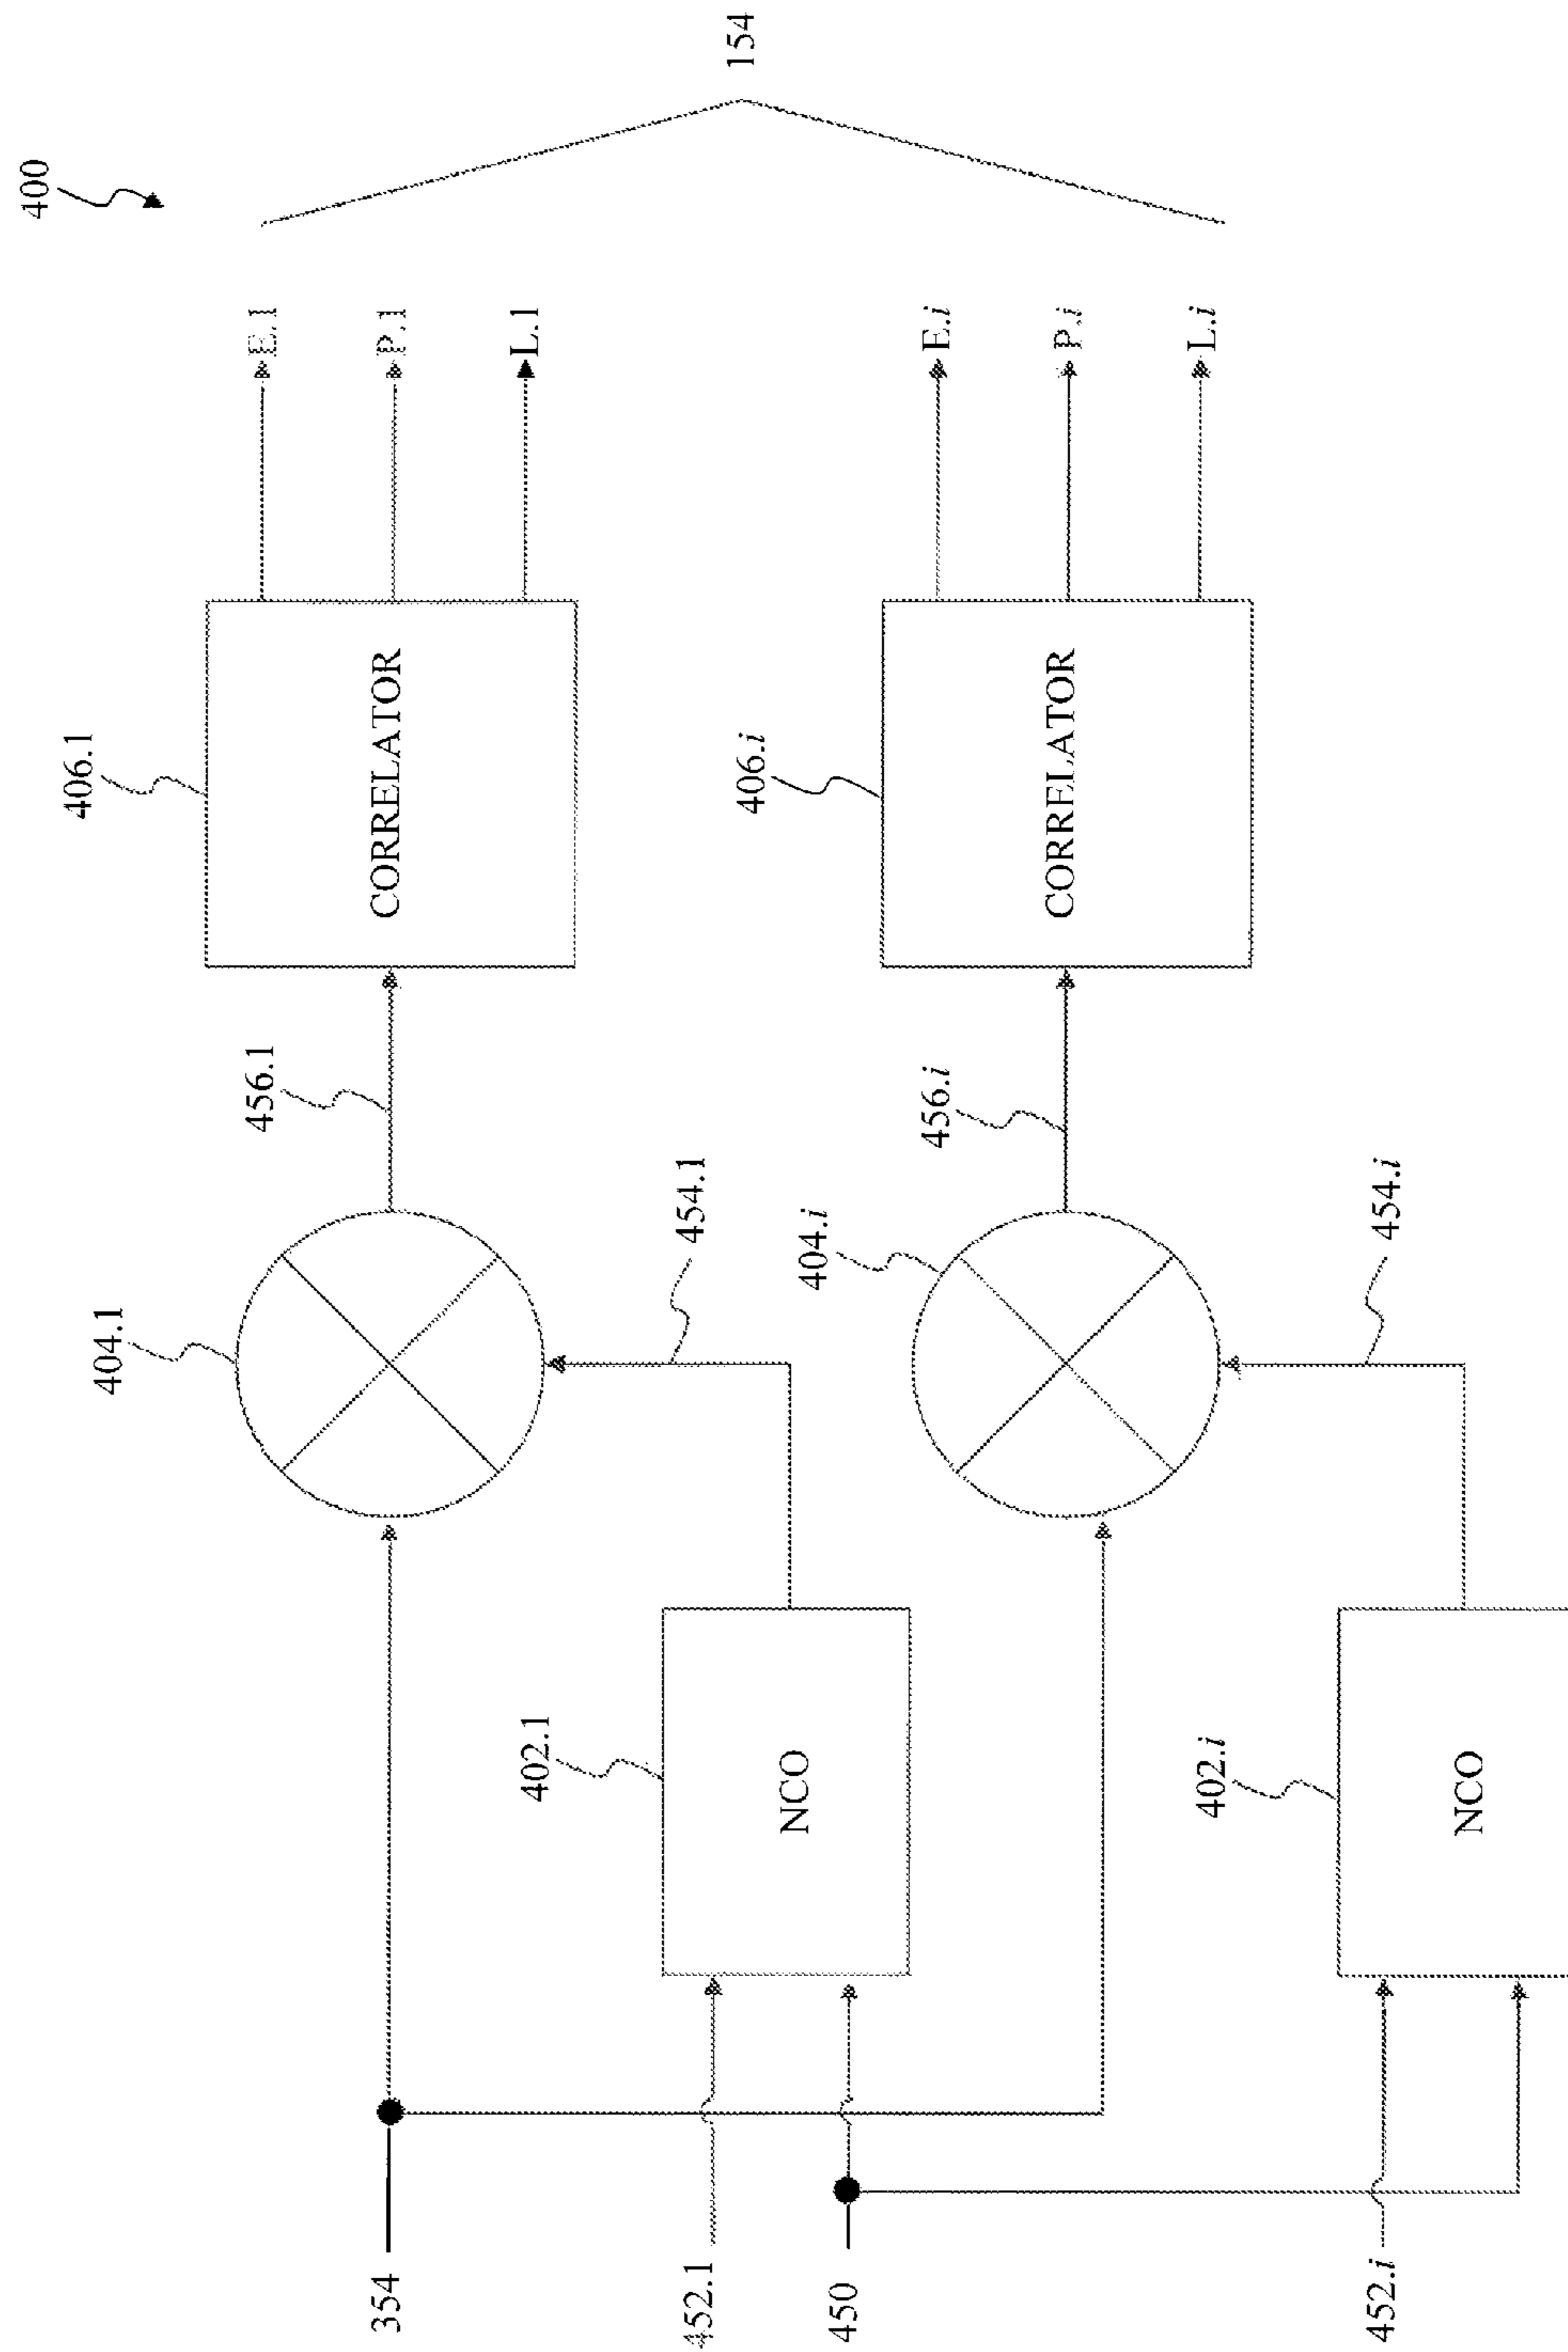 400
406.1
404.1
456.1
CORRELATOR
E.1
P.1
L.1
354
454.1
402.1
NCO
452.1
450
154
406.i
404.i
456.i
CORRELATOR
E.i
P.i
L.i
454.i
402.i
NCO
452.i